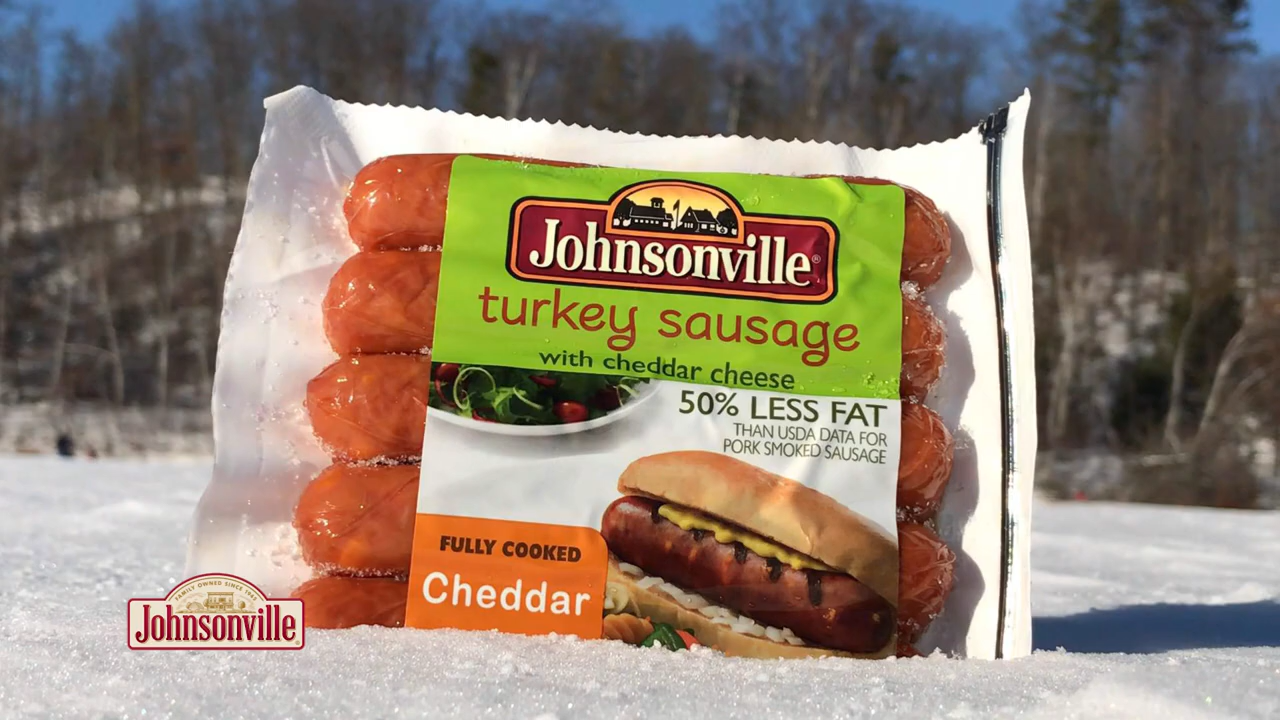 Johnsonville®
turkey sausage
with cheddar cheese
50% LESS FAT
THAN USDA DATA FOR
PORK SMOKED SAUSAGE
FULLY COOKED
Cheddar
FAMILY OWNED SINCE 1945
Johnsonville